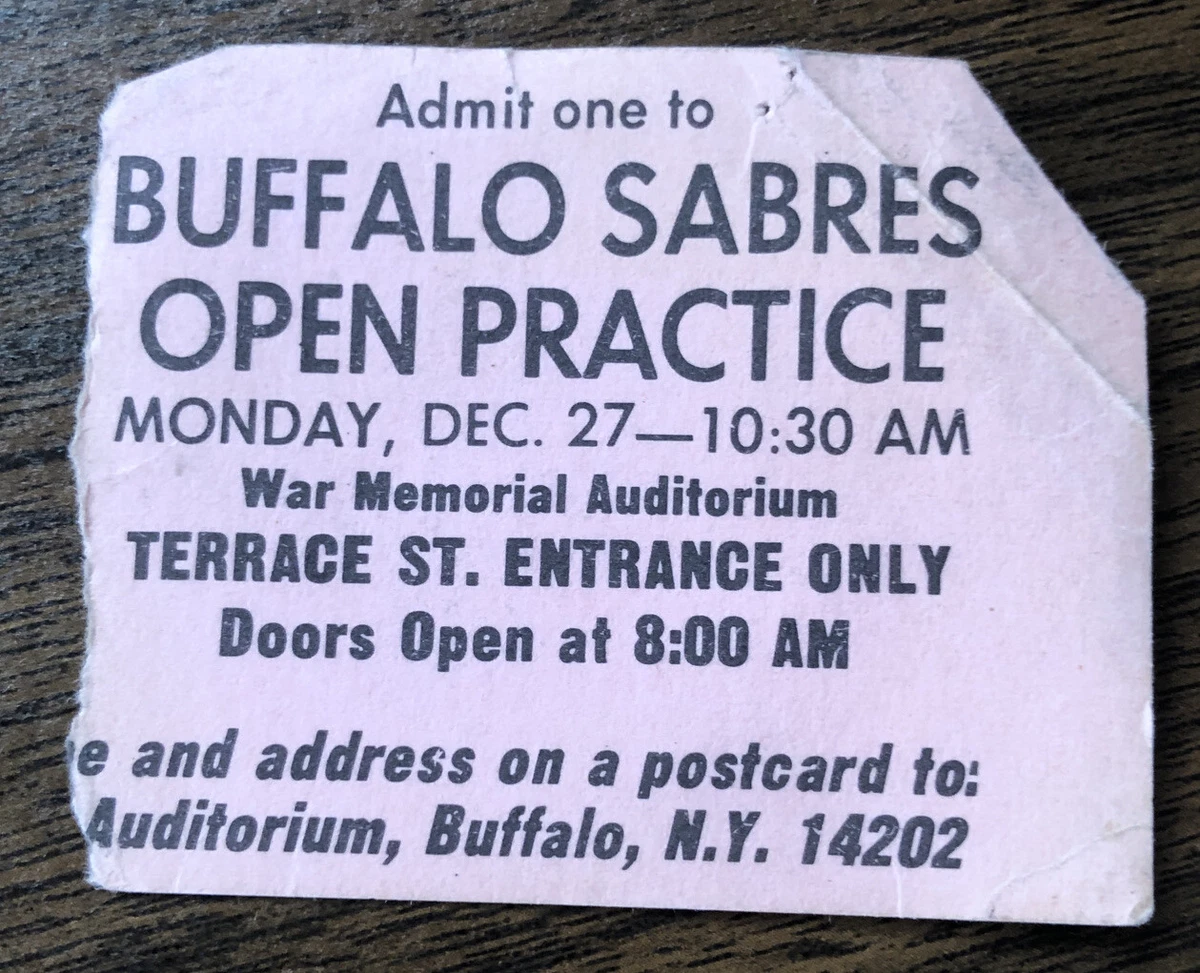 Admit one to
BUFFALO SABRES
OPEN PRACTICE
MONDAY, DEC. 27—10:30 AM
War Memorial Auditorium
TERRACE ST. ENTRANCE ONLY
Doors Open at 8:00 AM
e and address on a postcard to:
Auditorium, Buffalo, N.Y. 14202